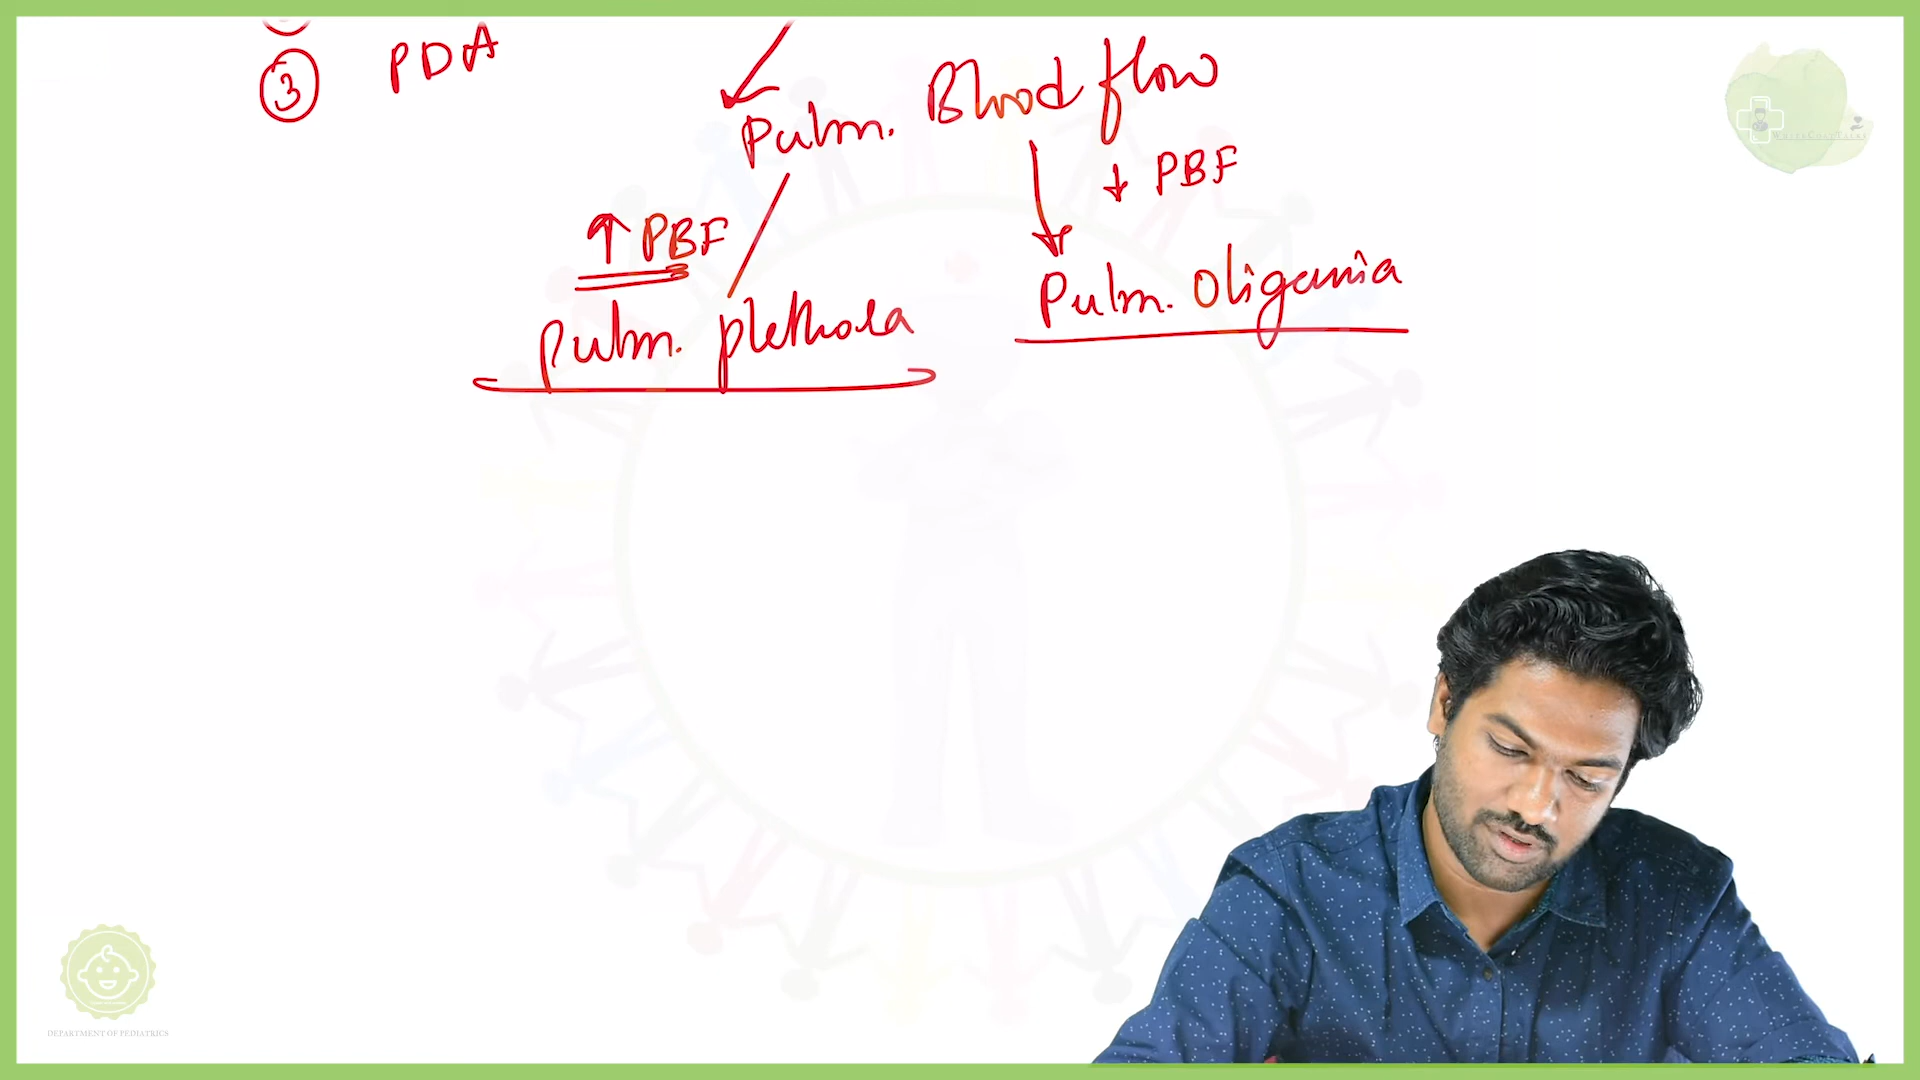 3 PDA
Pulm. Blood flow
↑ PBF
↓ PBF
Pulm. plethora
Pulm. Oligemia
DEPARTMENT OF PEDIATRICS